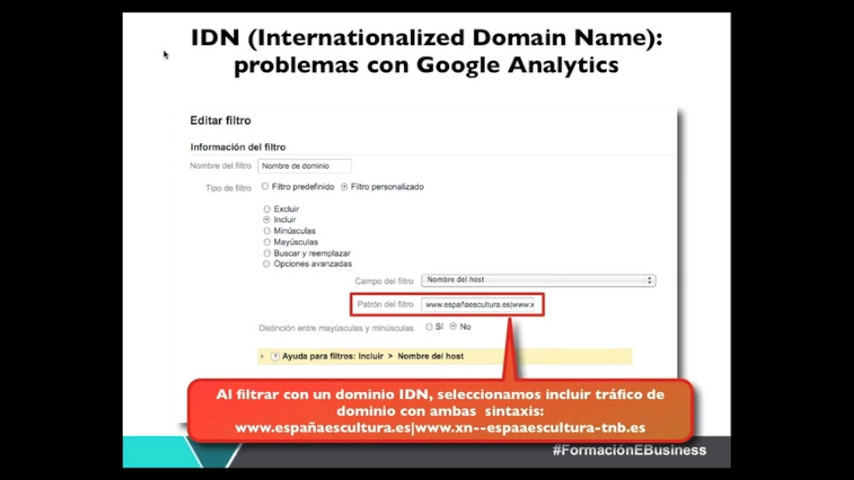 IDN (Internationalized Domain Name):
problemas con Google Analytics
Editar filtro
Información del filtro
Nombre del filtro Nombre de dominio
Tipo de filtro Filtro predefinido Filtro personalizado
Excluir
Incluir
Minúsculas
Mayúsculas
Buscar y reemplazar
Opciones avanzadas
Campo del filtro Nombre del host
Patrón del filtro www.españaescultura.es|www.x
Distinción entre mayúsculas y minúsculas Sí No
Ayuda para filtros: Incluir > Nombre del host
Al filtrar con un dominio IDN, seleccionamos incluir tráfico de
dominio con ambas sintaxis:
www.españaescultura.es|www.xn--espaaescultura-tnb.es
#FormaciónEBusiness